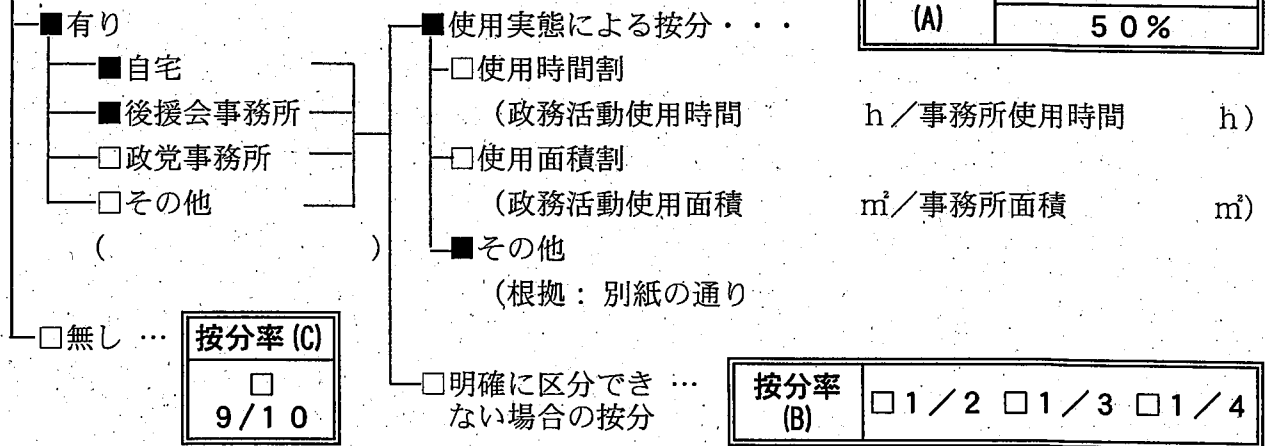 ■有り
■自宅
■後援会事務所
□政党事務所
□その他
(　　　　　)
□無し …
按分率(C)
□
9/10
■使用実態による按分・・・
(A)
50%
□使用時間割
(政務活動使用時間　　　h/事務所使用時間　　　h)
□使用面積割
(政務活動使用面積　　　㎡/事務所面積　　　㎡)
■その他
(根拠:別紙の通り
□明確に区分でき …
ない場合の按分
按分率
(B)
□1/2 □1/3 □1/4